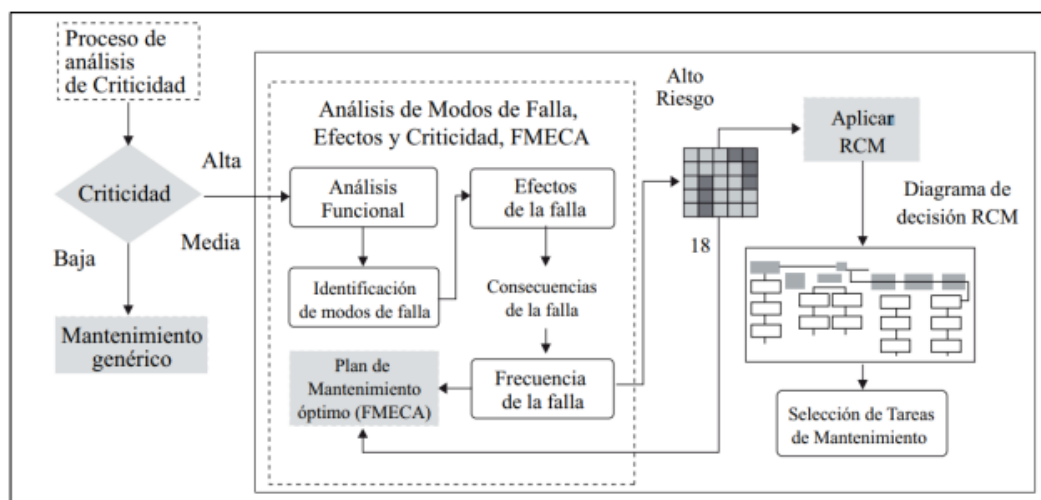 Proceso de
análisis
de Criticidad
Criticidad
Alta
Media
Baja
Mantenimiento
genérico
Análisis de Modos de Falla,
Efectos y Criticidad, FMECA
Análisis
Funcional
Identificación
de modos de falla
Efectos
de la falla
Consecuencias
de la falla
Frecuencia
de la falla
Plan de
Mantenimiento
óptimo (FMECA)
Alto
Riesgo
18
Aplicar
RCM
Diagrama de
decisión RCM
Selección de Tareas
de Mantenimiento